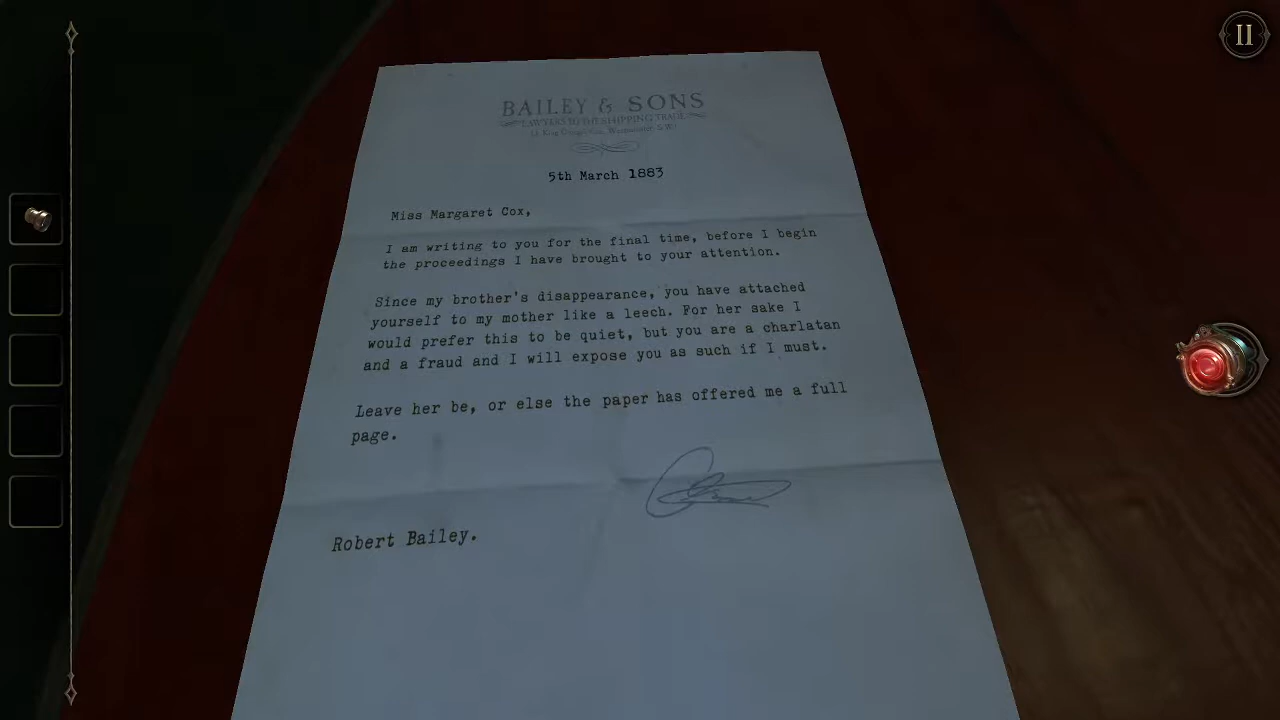 BAILEY & SONS
LAWYERS TO THE SHIPPING TRADE
5th March 1883
Miss Margaret Cox,
I am writing to you for the final time, before I begin
the proceedings I have brought to your attention.
Since my brother's disappearance, you have attached
yourself to my mother like a leech. For her sake I
would prefer this to be quiet, but you are a charlatan
and a fraud and I will expose you as such if I must.
Leave her be, or else the paper has offered me a full
page.
Robert Bailey.